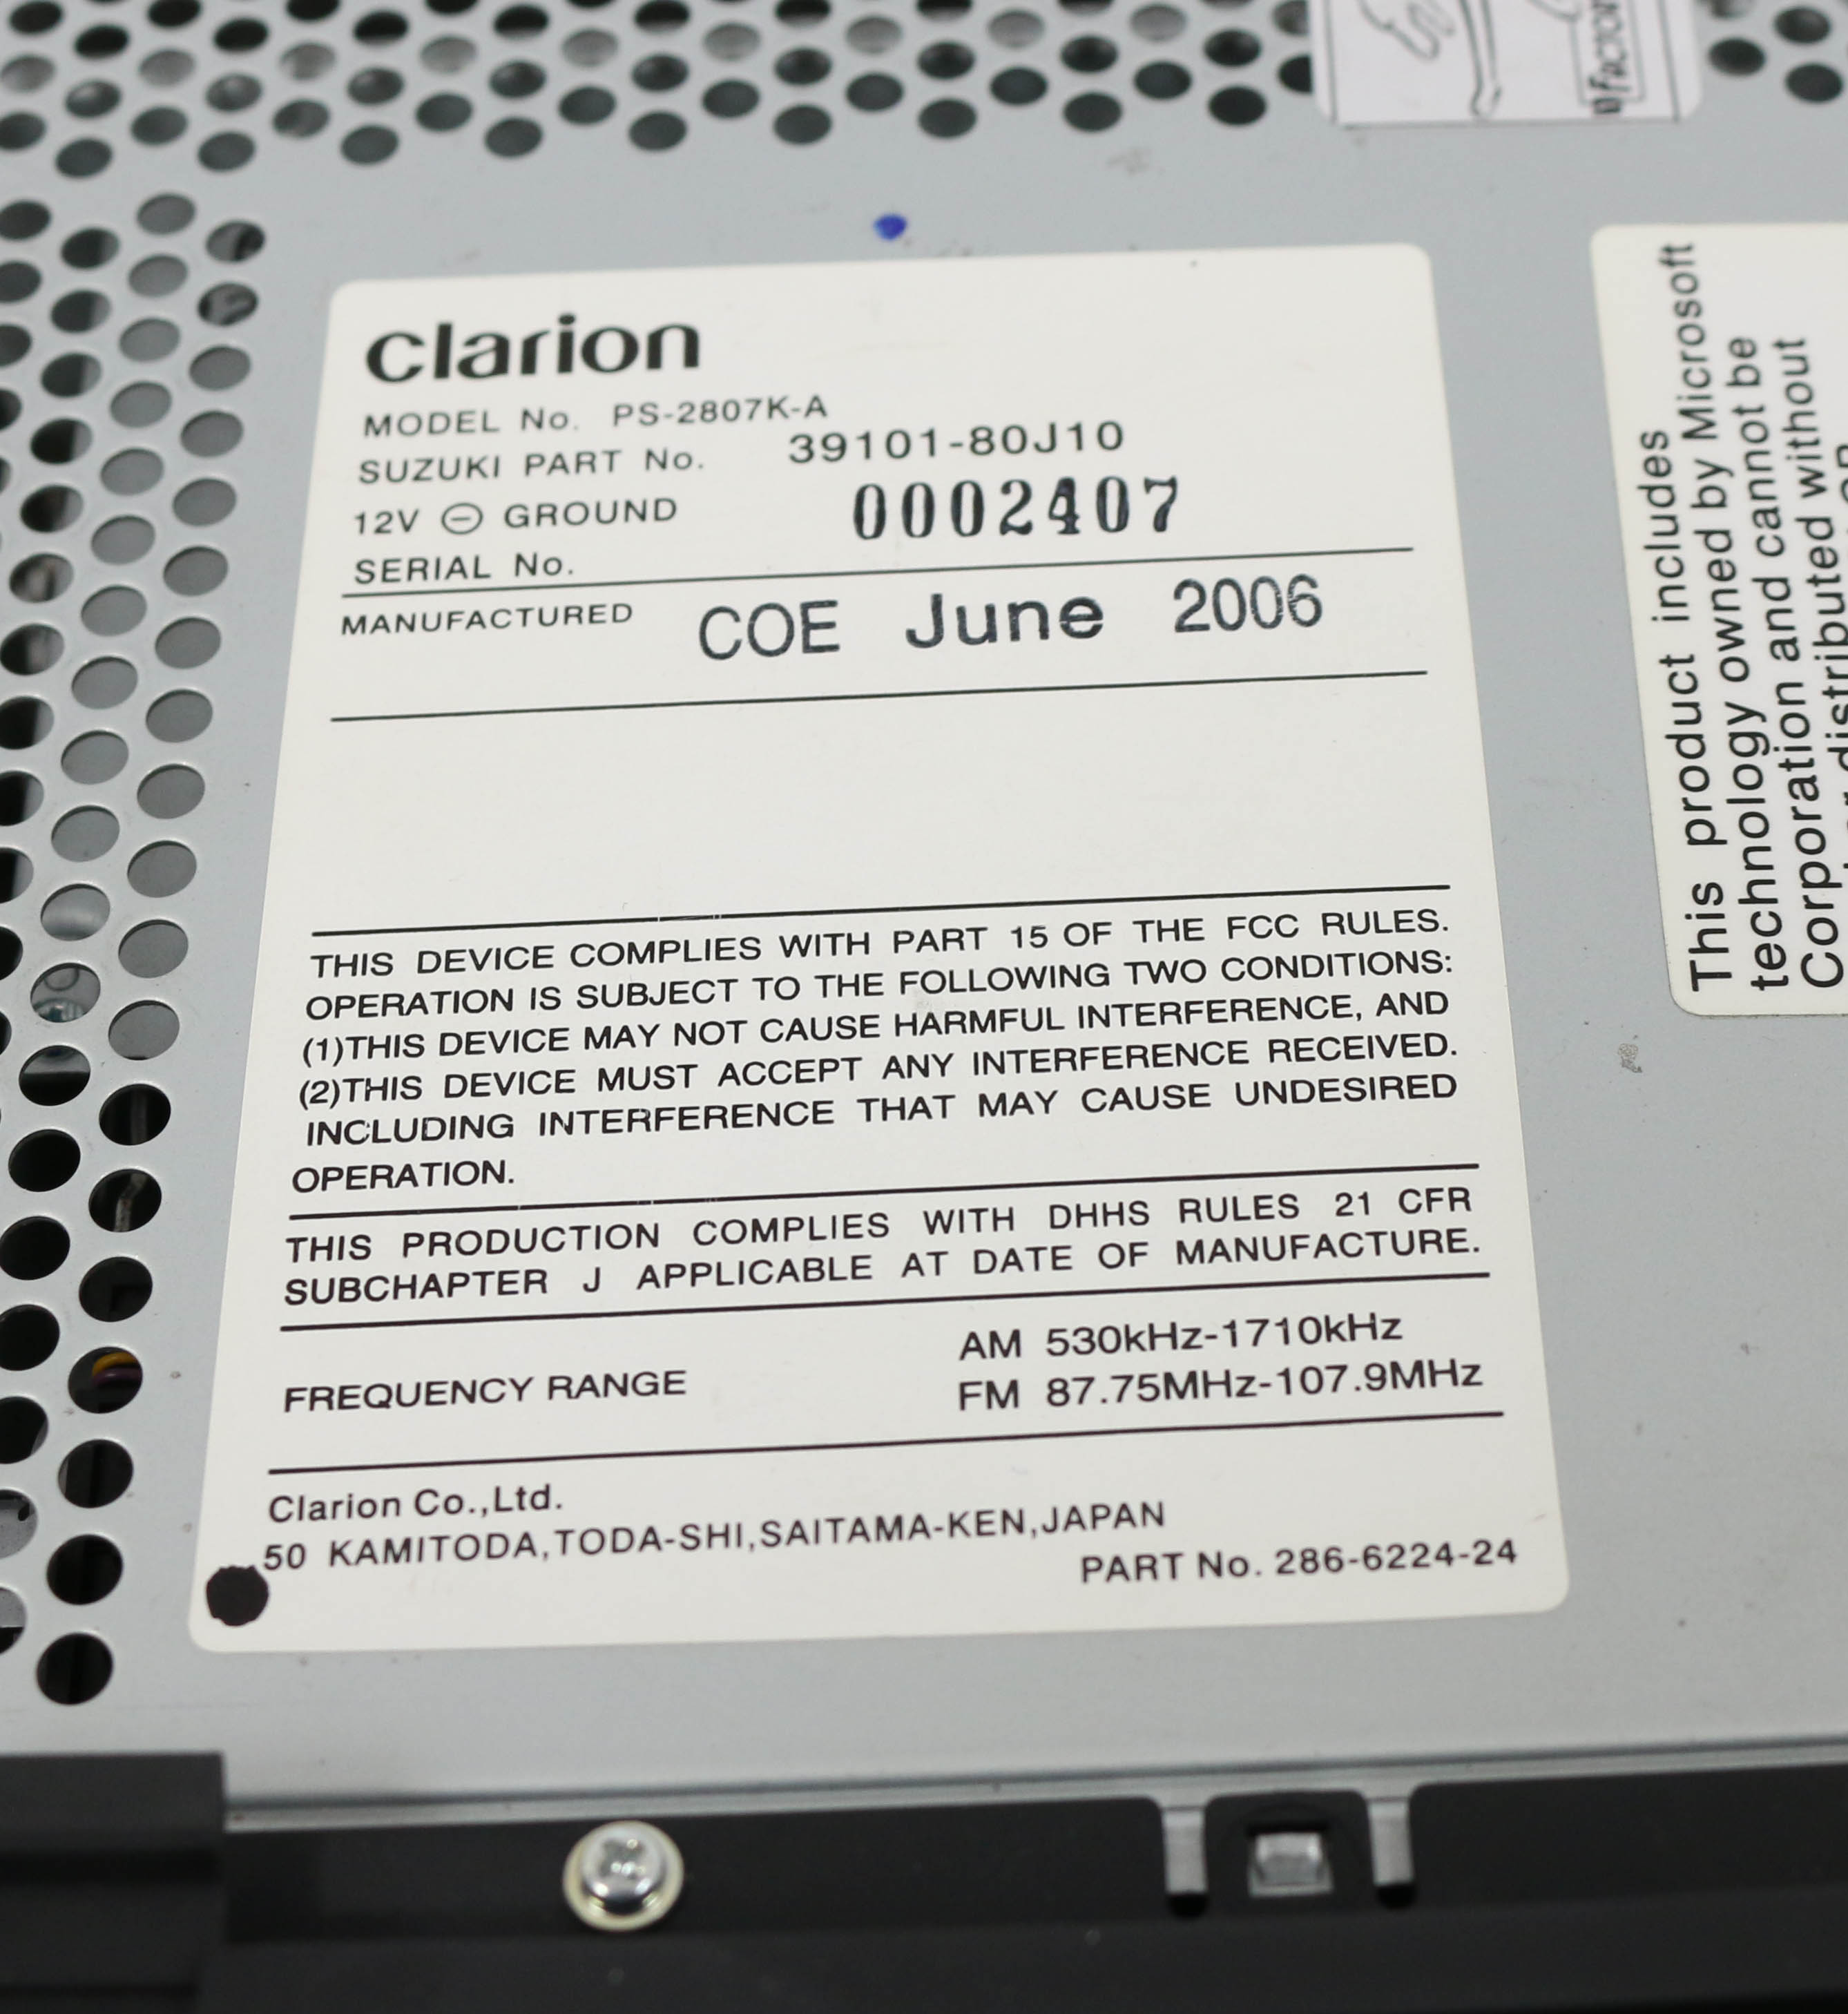 clarion
MODEL No. PS-2807K-A
SUZUKI PART No. 39101-80J10
12V ⊖ GROUND
SERIAL No. 0002407
MANUFACTURED COE June 2006
THIS DEVICE COMPLIES WITH PART 15 OF THE FCC RULES.
OPERATION IS SUBJECT TO THE FOLLOWING TWO CONDITIONS:
(1)THIS DEVICE MAY NOT CAUSE HARMFUL INTERFERENCE, AND
(2)THIS DEVICE MUST ACCEPT ANY INTERFERENCE RECEIVED.
INCLUDING INTERFERENCE THAT MAY CAUSE UNDESIRED
OPERATION.
THIS PRODUCTION COMPLIES WITH DHHS RULES 21 CFR
SUBCHAPTER J APPLICABLE AT DATE OF MANUFACTURE.
FREQUENCY RANGE
AM 530kHz-1710kHz
FM 87.75MHz-107.9MHz
Clarion Co.,Ltd.
50 KAMITODA,TODA-SHI,SAITAMA-KEN,JAPAN
PART No. 286-6224-24
This product includes
technology owned by Microsoft
Corporation and cannot be
distributed without